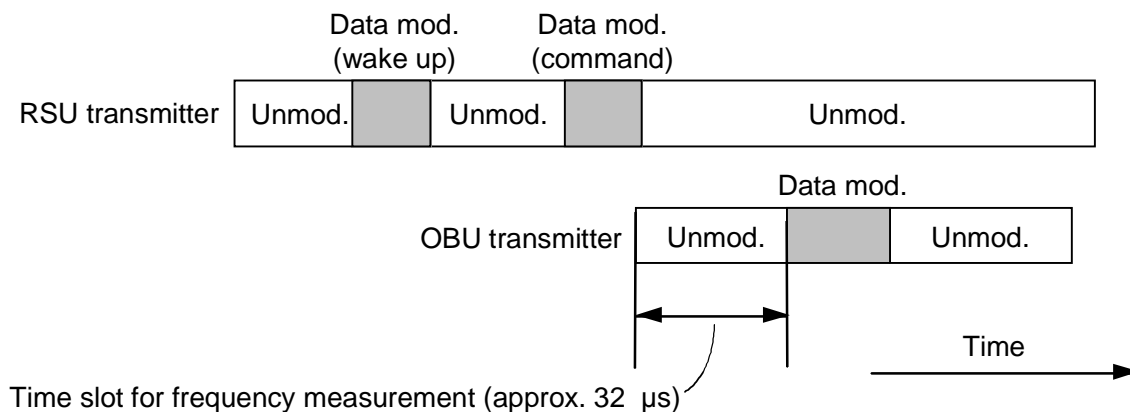 Data mod.
(wake up)
Data mod.
(command)
RSU transmitter
Unmod.
Unmod.
Unmod.
Data mod.
OBU transmitter
Unmod.
Unmod.
Time
Time slot for frequency measurement (approx. 32 µs)